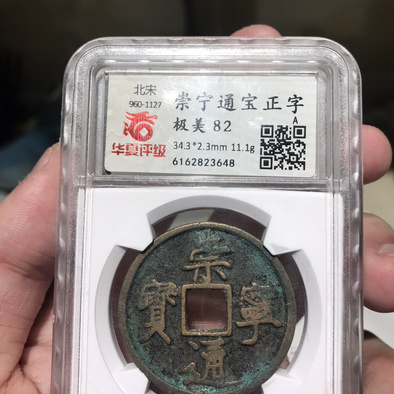 北宋
960-1127
华夏评级
崇宁通宝正字
A
极美 82
34.3*2.3mm 11.1g
6162823648
崇
寧
通
寳